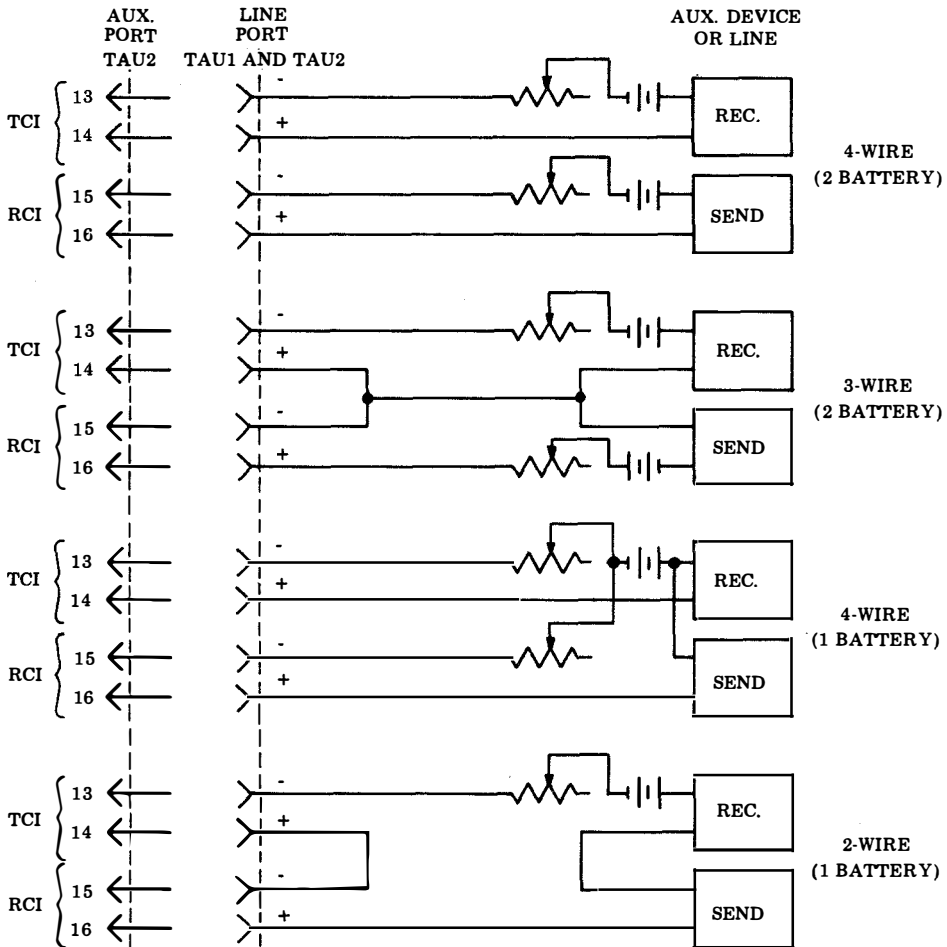 AUX. PORT TAU2
LINE PORT TAU1 AND TAU2
AUX. DEVICE OR LINE
TCI
13
-
14
+
REC.
RCI
15
-
16
+
SEND
4-WIRE
(2 BATTERY)
TCI
13
-
14
+
REC.
RCI
15
-
16
+
SEND
3-WIRE
(2 BATTERY)
TCI
13
-
14
+
REC.
RCI
15
-
16
+
SEND
4-WIRE
(1 BATTERY)
TCI
13
-
14
+
REC.
RCI
15
-
16
+
SEND
2-WIRE
(1 BATTERY)